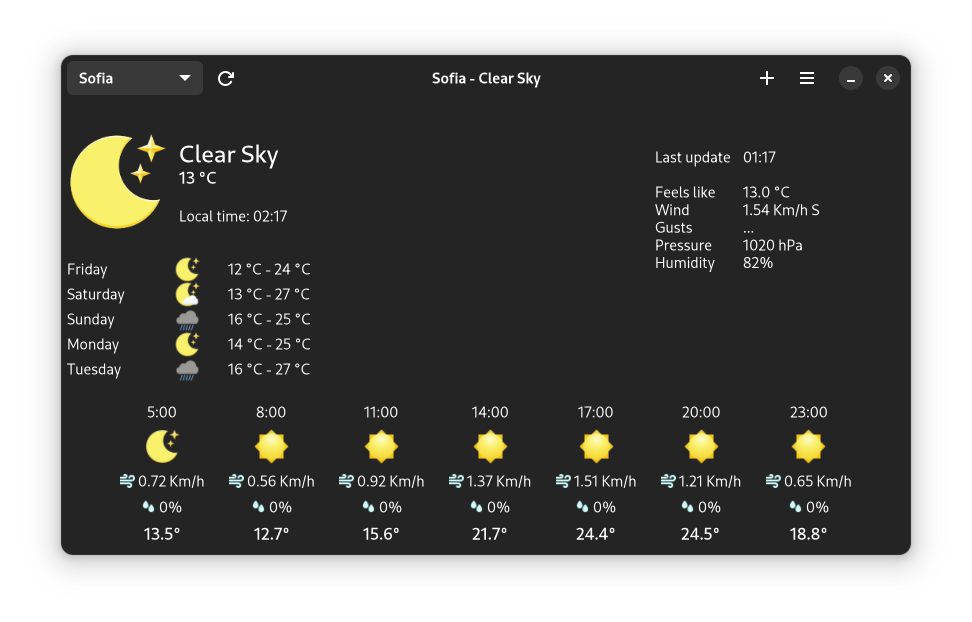 Sofia
Sofia - Clear Sky
Clear Sky
13 °C
Local time: 02:17
Last update 01:17
Feels like 13.0 °C
Wind 1.54 Km/h S
Gusts ...
Pressure 1020 hPa
Humidity 82%
Friday 12 °C - 24 °C
Saturday 13 °C - 27 °C
Sunday 16 °C - 25 °C
Monday 14 °C - 25 °C
Tuesday 16 °C - 27 °C
5:00 8:00 11:00 14:00 17:00 20:00 23:00
0.72 Km/h 0.56 Km/h 0.92 Km/h 1.37 Km/h 1.51 Km/h 1.21 Km/h 0.65 Km/h
0% 0% 0% 0% 0% 0% 0%
13.5° 12.7° 15.6° 21.7° 24.4° 24.5° 18.8°